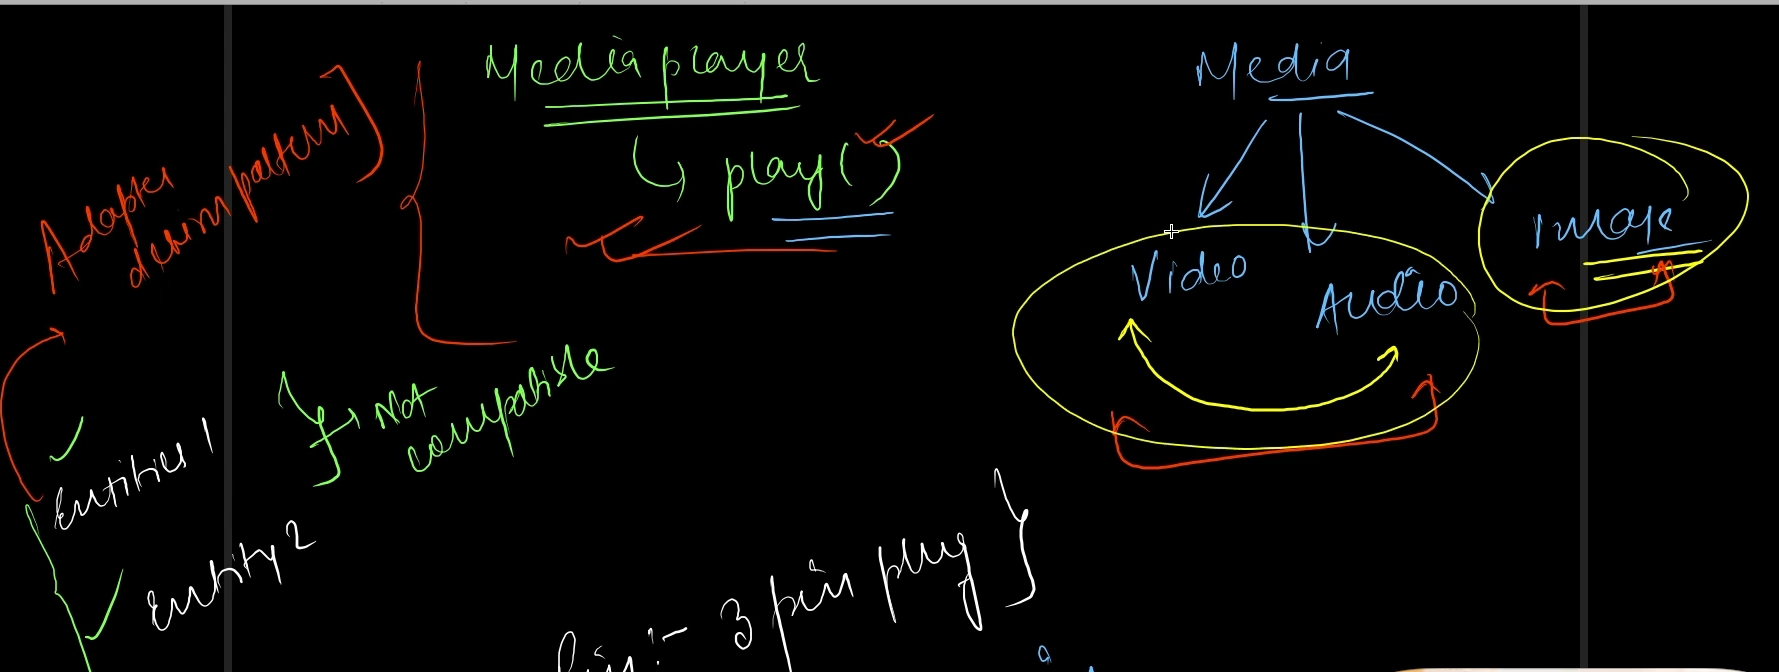 Media player
play()
Media
Adapter
design pattern
Image
Video
Audio
Not
compatible
Entities 1
Entity 2
:- 3 pin plug